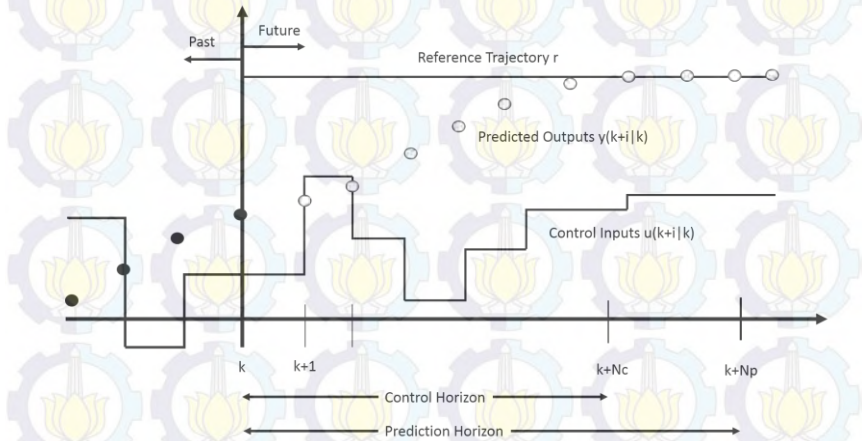 Past
Future
Reference Trajectory r
Predicted Outputs y(k+i|k)
Control Inputs u(k+i|k)
k
k+1
k+Nc
k+Np
Control Horizon
Prediction Horizon